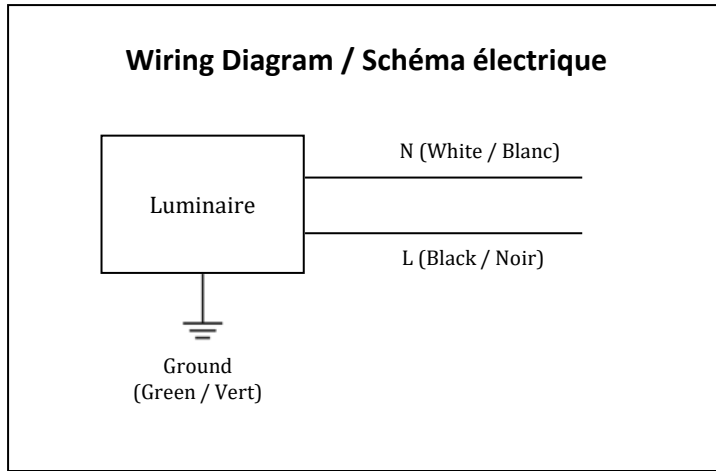 Wiring Diagram / Schéma électrique
N (White / Blanc)
Luminaire
L (Black / Noir)
Ground
(Green / Vert)